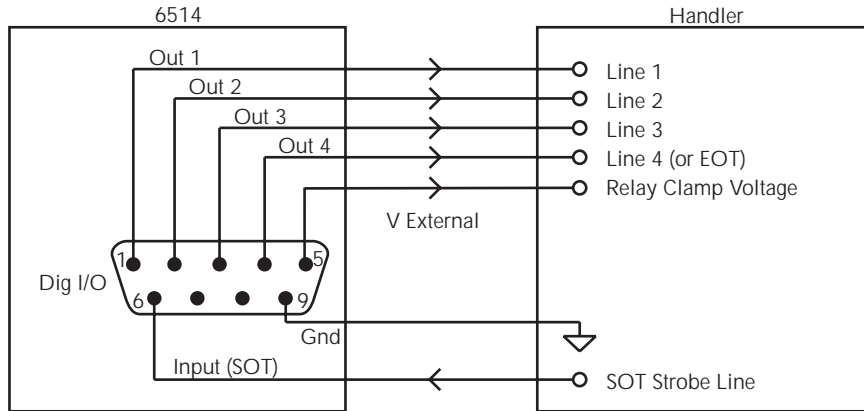 6514
Handler
Out 1
Line 1
Out 2
Line 2
Out 3
Line 3
Out 4
Line 4 (or EOT)
Relay Clamp Voltage
V External
1
5
Dig I/O
6
9
Gnd
Input (SOT)
SOT Strobe Line